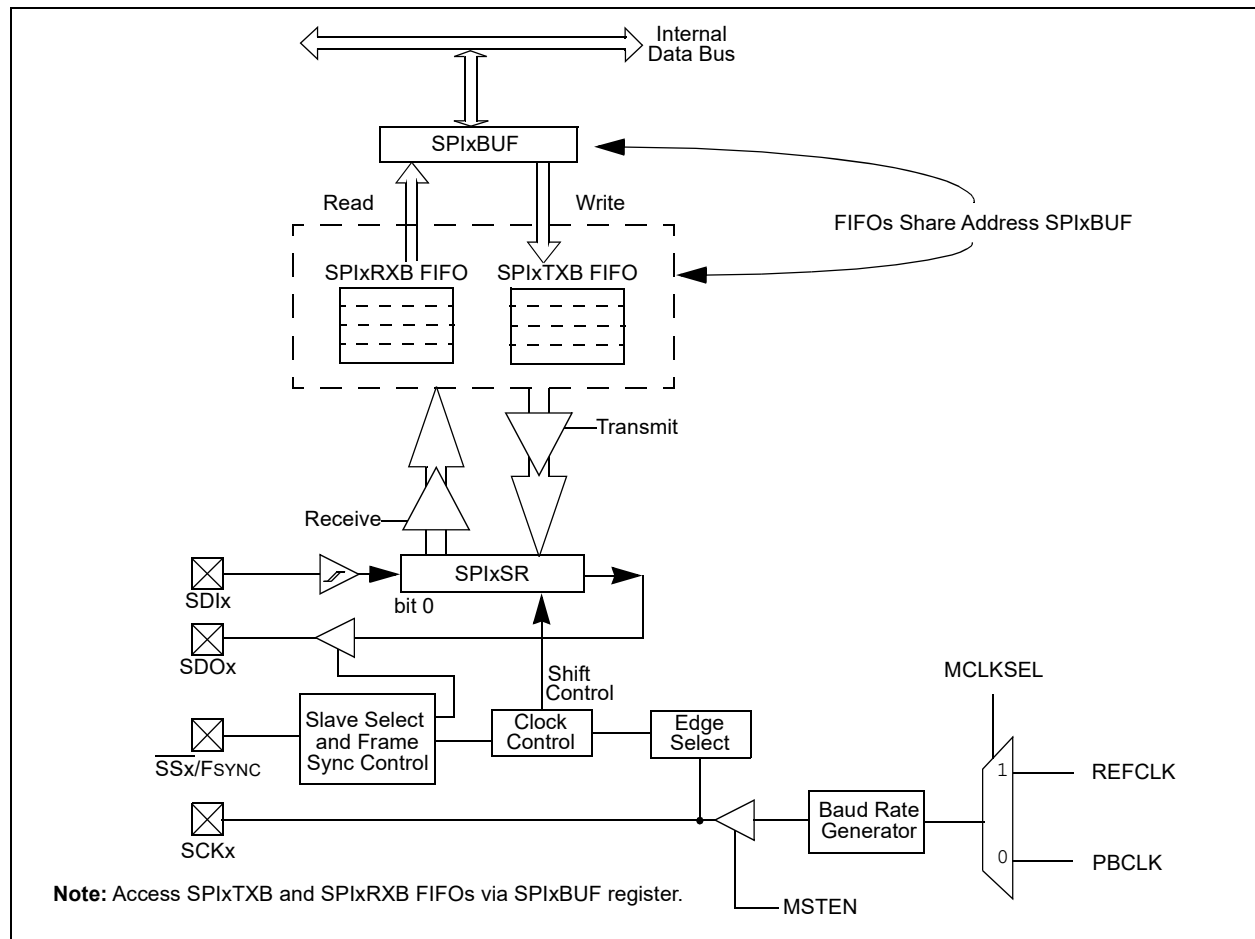 Internal
Data Bus
SPIxBUF
Read
Write
FIFOs Share Address SPIxBUF
SPIxRXB FIFO
SPIxTXB FIFO
Transmit
Receive
SPIxSR
SDIx
bit 0
SDOx
Shift
Control
MCLKSEL
Slave Select
and Frame
Sync Control
Clock
Control
Edge
Select
SSx/FSYNC
1
REFCLK
Baud Rate
Generator
SCKx
0
PBCLK
Note: Access SPIxTXB and SPIxRXB FIFOs via SPIxBUF register.
MSTEN